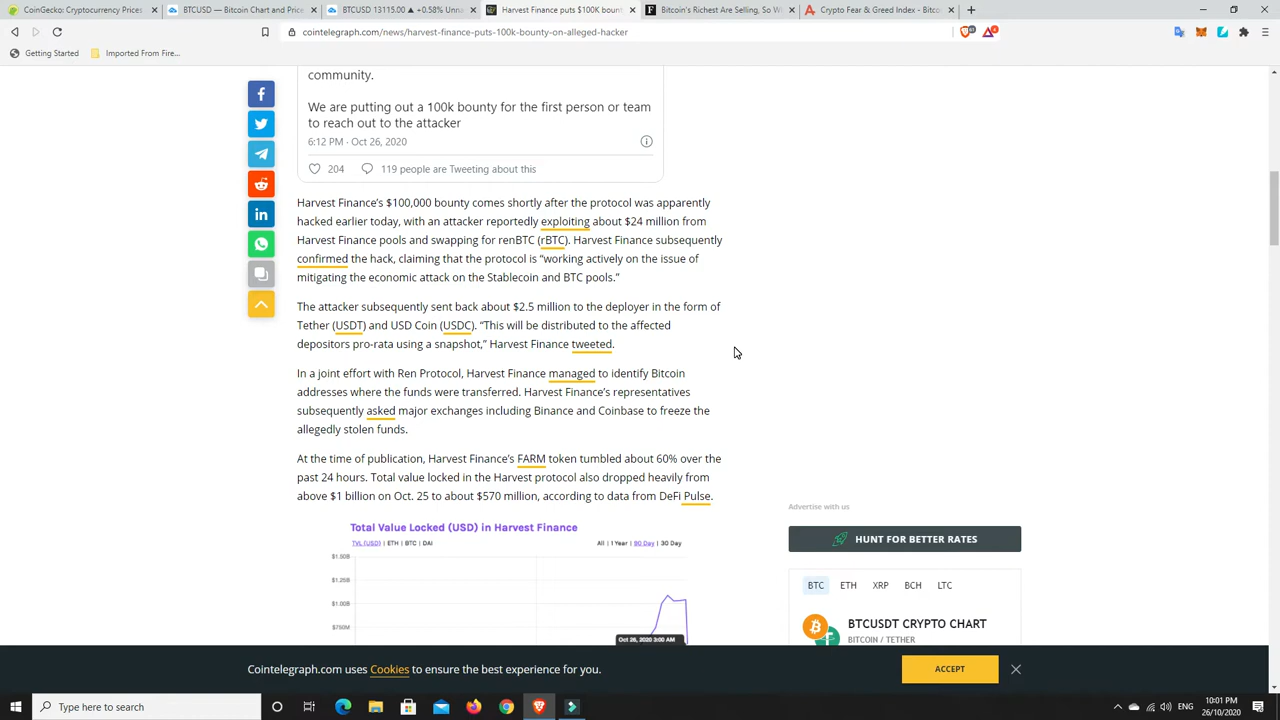 CoinGecko: Cryptocurrency Prices
BTCUSD — Bitcoin Chart and Price
BTCUSD 13115.00 ▲ +0.58% Unna
Harvest Finance puts $100K bount
Bitcoin's Richest Are Selling, So W
Crypto Fear & Greed Index - Bitco
cointelegraph.com/news/harvest-finance-puts-100k-bounty-on-alleged-hacker
Getting Started
Imported From Firef...
community.
We are putting out a 100k bounty for the first person or team
to reach out to the attacker
6:12 PM · Oct 26, 2020
204
119 people are Tweeting about this
Harvest Finance's $100,000 bounty comes shortly after the protocol was apparently
hacked earlier today, with an attacker reportedly exploiting about $24 million from
Harvest Finance pools and swapping for renBTC (rBTC). Harvest Finance subsequently
confirmed the hack, claiming that the protocol is “working actively on the issue of
mitigating the economic attack on the Stablecoin and BTC pools.”
The attacker subsequently sent back about $2.5 million to the deployer in the form of
Tether (USDT) and USD Coin (USDC). “This will be distributed to the affected
depositors pro-rata using a snapshot,” Harvest Finance tweeted.
In a joint effort with Ren Protocol, Harvest Finance managed to identify Bitcoin
addresses where the funds were transferred. Harvest Finance's representatives
subsequently asked major exchanges including Binance and Coinbase to freeze the
allegedly stolen funds.
At the time of publication, Harvest Finance's FARM token tumbled about 60% over the
past 24 hours. Total value locked in the Harvest protocol also dropped heavily from
above $1 billion on Oct. 25 to about $570 million, according to data from DeFi Pulse.
Total Value Locked (USD) in Harvest Finance
TVL (USD) | ETH | BTC | DAI
All | 1 Year | 90 Day | 30 Day
$1.50B
$1.25B
$1.00B
$750M
Oct 26, 2020 3:00 AM
Advertise with us
HUNT FOR BETTER RATES
BTC ETH XRP BCH LTC
BTCUSDT CRYPTO CHART
BITCOIN / TETHER
Cointelegraph.com uses Cookies to ensure the best experience for you.
ACCEPT
Type here to search
ENG
10:01 PM
26/10/2020